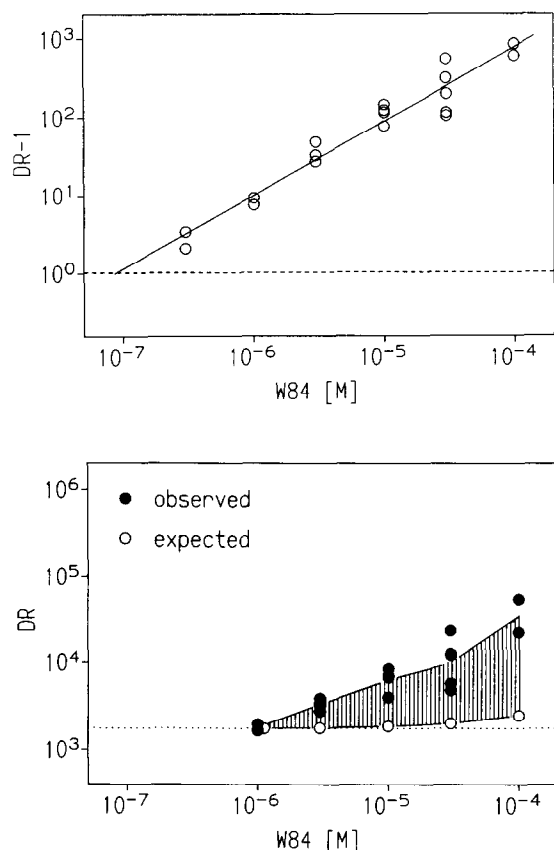 10³
10²
10¹
10⁰
DR-1
10⁻⁷ 10⁻⁶ 10⁻⁵ 10⁻⁴
W84 [M]
10⁶
● observed
○ expected
10⁵
10⁴
10³
DR
10⁻⁷ 10⁻⁶ 10⁻⁵ 10⁻⁴
W84 [M]